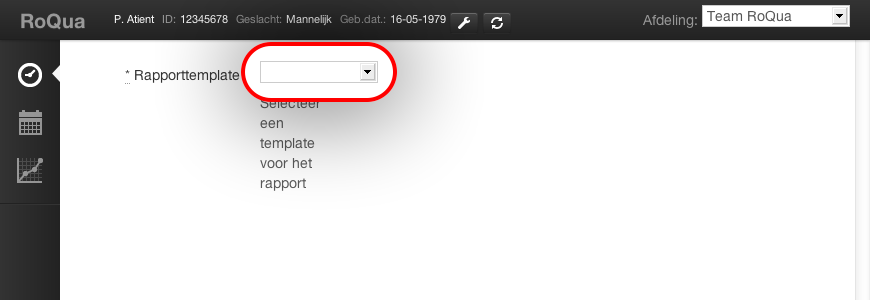 RoQua P. Atient ID: 12345678 Geslacht: Mannelijk Geb.dat.: 16-05-1979 Afdeling: Team RoQua
* Rapporttemplate
Selecteer
een
template
voor het
rapport